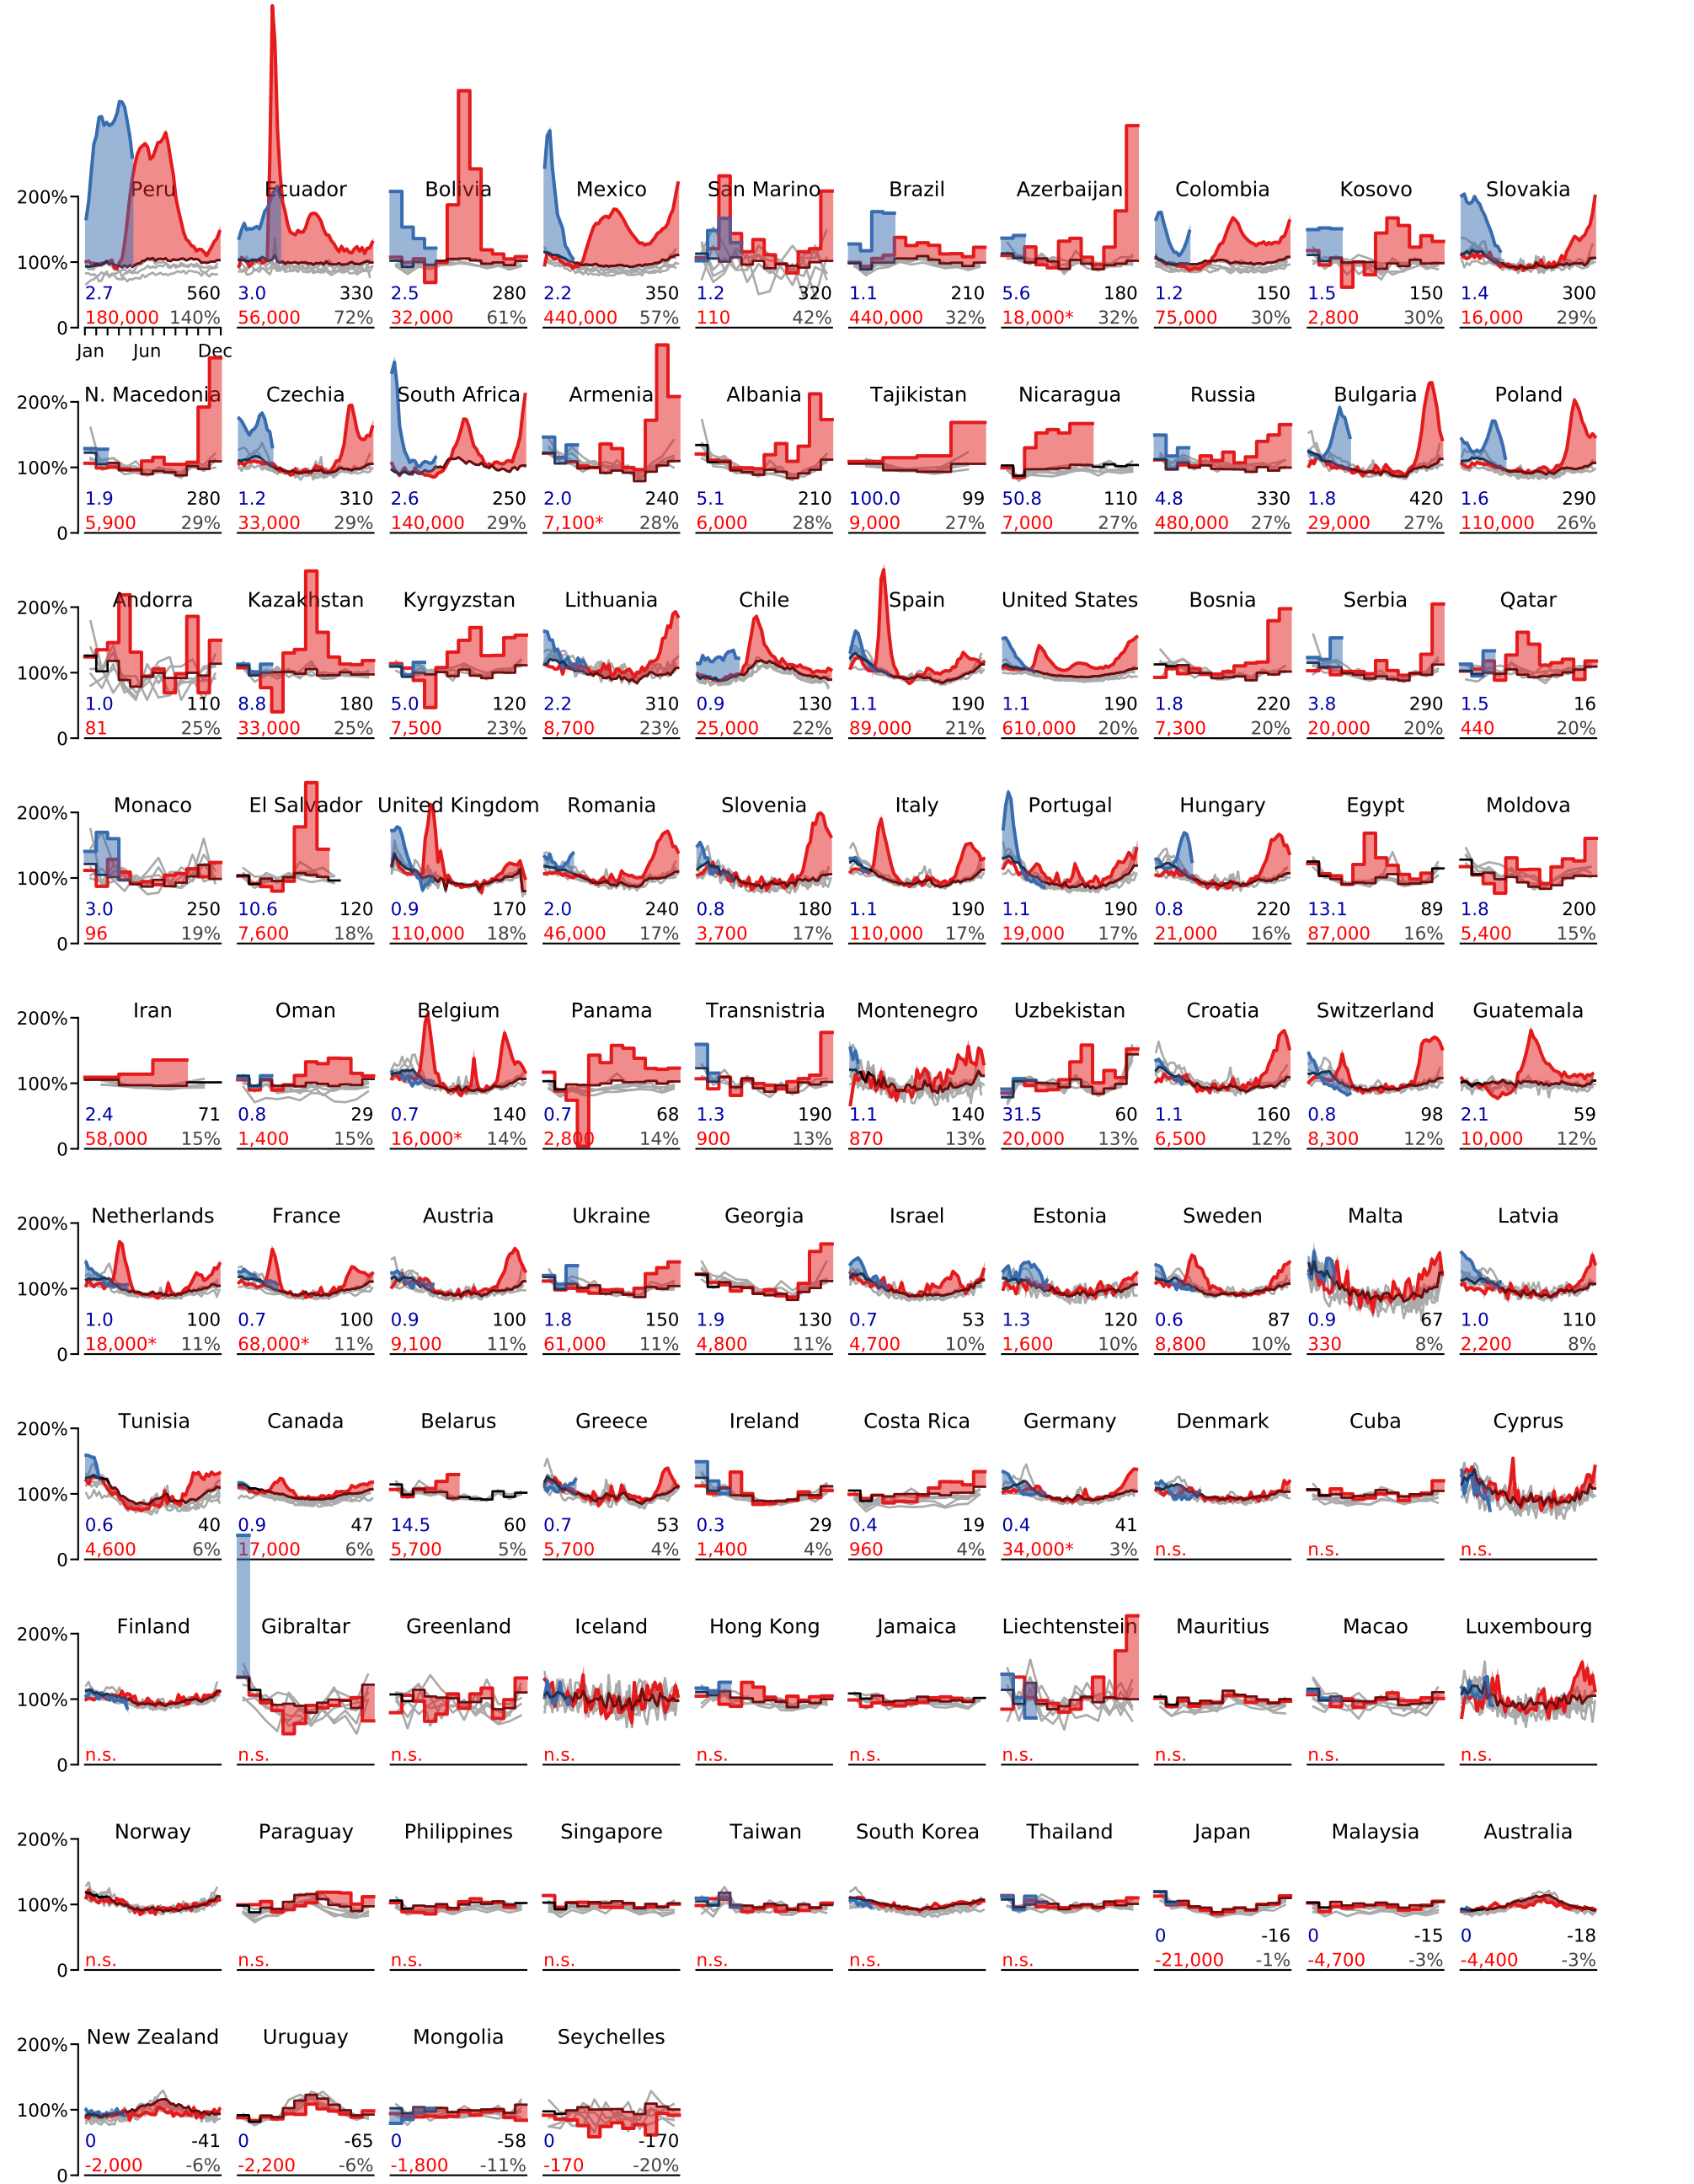 Peru Ecuador Bolivia Mexico San Marino Brazil Azerbaijan Colombia Kosovo Slovakia
200%
100%
2.7 560 3.0 330 2.5 280 2.2 350 1.2 320 1.1 210 5.6 180 1.2 150 1.5 150 1.4 300
180,000 140% 56,000 72% 32,000 61% 440,000 57% 110 42% 440,000 32% 18,000* 32% 75,000 30% 2,800 30% 16,000 29%
0
Jan Jun Dec
N. Macedonia Czechia South Africa Armenia Albania Tajikistan Nicaragua Russia Bulgaria Poland
200%
100%
1.9 280 1.2 310 2.6 250 2.0 240 5.1 210 100.0 99 50.8 110 4.8 330 1.8 420 1.6 290
5,900 29% 33,000 29% 140,000 29% 7,100* 28% 6,000 28% 9,000 27% 7,000 27% 480,000 27% 29,000 27% 110,000 26%
0
Andorra Kazakhstan Kyrgyzstan Lithuania Chile Spain United States Bosnia Serbia Qatar
200%
100%
1.0 110 8.8 180 5.0 120 2.2 310 0.9 130 1.1 190 1.1 190 1.8 220 3.8 290 1.5 16
81 25% 33,000 25% 7,500 23% 8,700 23% 25,000 22% 89,000 21% 610,000 20% 7,300 20% 20,000 20% 440 20%
0
Monaco El Salvador United Kingdom Romania Slovenia Italy Portugal Hungary Egypt Moldova
200%
100%
3.0 250 10.6 120 0.9 170 2.0 240 0.8 180 1.1 190 1.1 190 0.8 220 13.1 89 1.8 200
96 19% 7,600 18% 110,000 18% 46,000 17% 3,700 17% 110,000 17% 19,000 17% 21,000 16% 87,000 16% 5,400 15%
0
Iran Oman Belgium Panama Transnistria Montenegro Uzbekistan Croatia Switzerland Guatemala
200%
100%
2.4 71 0.8 29 0.7 140 0.7 68 1.3 190 1.1 140 31.5 60 1.1 160 0.8 98 2.1 59
58,000 15% 1,400 15% 16,000* 14% 2,800 14% 900 13% 870 13% 20,000 13% 6,500 12% 8,300 12% 10,000 12%
0
Netherlands France Austria Ukraine Georgia Israel Estonia Sweden Malta Latvia
200%
100%
1.0 100 0.7 100 0.9 100 1.8 150 1.9 130 0.7 53 1.3 120 0.6 87 0.9 67 1.0 110
18,000* 11% 68,000* 11% 9,100 11% 61,000 11% 4,800 11% 4,700 10% 1,600 10% 8,800 10% 330 8% 2,200 8%
0
Tunisia Canada Belarus Greece Ireland Costa Rica Germany Denmark Cuba Cyprus
200%
100%
0.6 40 0.9 47 14.5 60 0.7 53 0.3 29 0.4 19 0.4 41
4,600 6% 17,000 6% 5,700 5% 5,700 4% 1,400 4% 960 4% 34,000* 3% n.s. n.s. n.s.
0
Finland Gibraltar Greenland Iceland Hong Kong Jamaica Liechtenstein Mauritius Macao Luxembourg
200%
100%
n.s. n.s. n.s. n.s. n.s. n.s. n.s. n.s. n.s. n.s.
0
Norway Paraguay Philippines Singapore Taiwan South Korea Thailand Japan Malaysia Australia
200%
100%
0 -16 0 -15 0 -18
n.s. n.s. n.s. n.s. n.s. n.s. n.s. -21,000 -1% -4,700 -3% -4,400 -3%
0
New Zealand Uruguay Mongolia Seychelles
200%
100%
0 -41 0 -65 0 -58 0 -170
-2,000 -6% -2,200 -6% -1,800 -11% -170 -20%
0